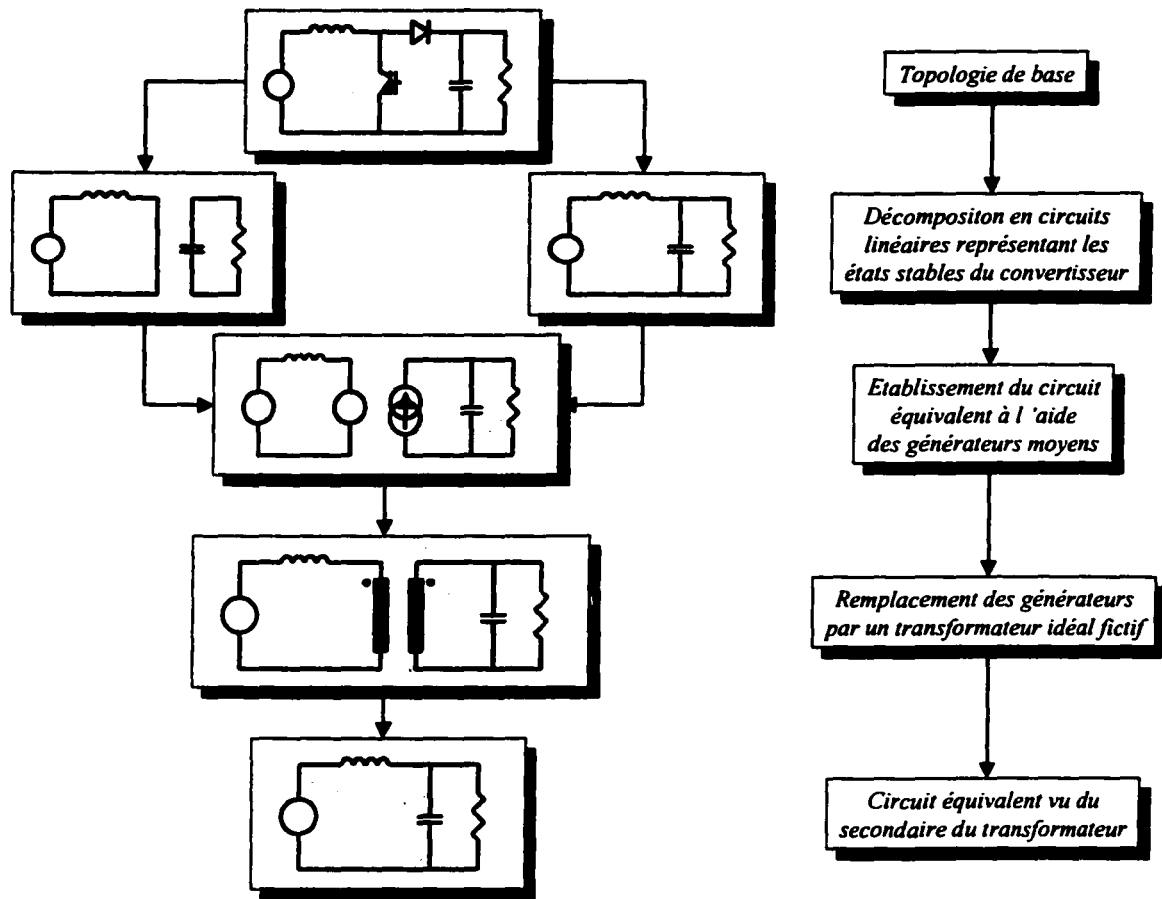 Topologie de base
Décompositon en circuits
linéaires représentant les
états stables du convertisseur
Etablissement du circuit
équivalent à l 'aide
des générateurs moyens
Remplacement des générateurs
par un transformateur idéal fictif
Circuit équivalent vu du
secondaire du transformateur